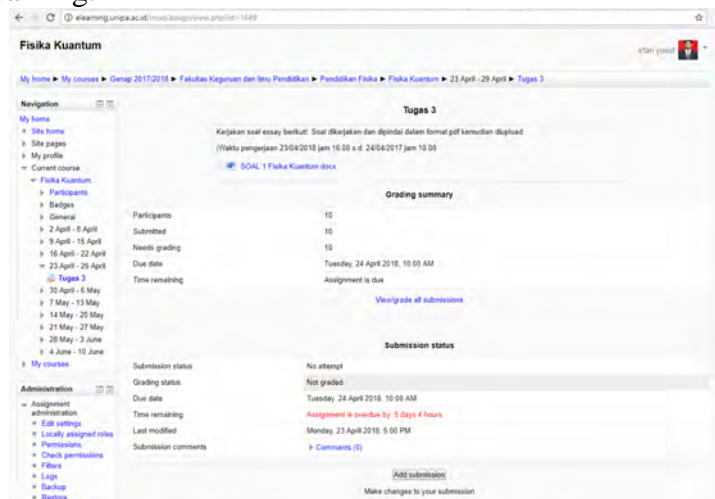 elearning.unipa.ac.id/mod/assign/view.php?id=1849
Fisika Kuantum
irfan yusuf
My home ► My courses ► Genap 2017/2018 ► Fakultas Keguruan dan Ilmu Pendidikan ► Pendidikan Fisika ► Fisika Kuantum ► 23 April - 29 April ► Tugas 3
Navigation
My home
Site home
Site pages
My profile
Current course
Fisika Kuantum
Participants
Badges
General
2 April - 8 April
9 April - 15 April
16 April - 22 April
23 April - 29 April
Tugas 3
30 April - 6 May
7 May - 13 May
14 May - 20 May
21 May - 27 May
28 May - 3 June
4 June - 10 June
My courses
Administration
Assignment administration
Edit settings
Locally assigned roles
Permissions
Check permissions
Filters
Logs
Backup
Restore
Tugas 3
Kerjakan soal essay berikut! Soal dikerjakan dan dipindai dalam format pdf kemudian diupload.
(Waktu pengerjaan 23/04/2018 jam 16.00 s.d. 24/04/2017 jam 10.00
SOAL 1 Fisika Kuantum.docx
Grading summary
Participants 10
Submitted 10
Needs grading 10
Due date Tuesday, 24 April 2018, 10:00 AM
Time remaining Assignment is due
View/grade all submissions
Submission status
Submission status No attempt
Grading status Not graded
Due date Tuesday, 24 April 2018, 10:00 AM
Time remaining Assignment is overdue by: 5 days 4 hours
Last modified Monday, 23 April 2018, 5:00 PM
Submission comments Comments (0)
Add submission
Make changes to your submission